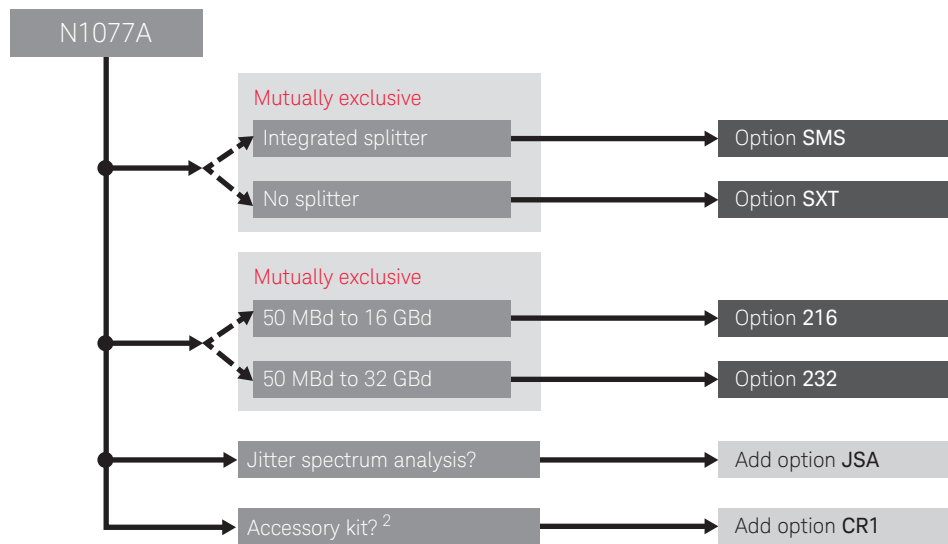 N1077A
Mutually exclusive
Integrated splitter
Option SMS
No splitter
Option SXT
Mutually exclusive
50 MBd to 16 GBd
Option 216
50 MBd to 32 GBd
Option 232
Jitter spectrum analysis?
Add option JSA
Accessory kit? 2
Add option CR1